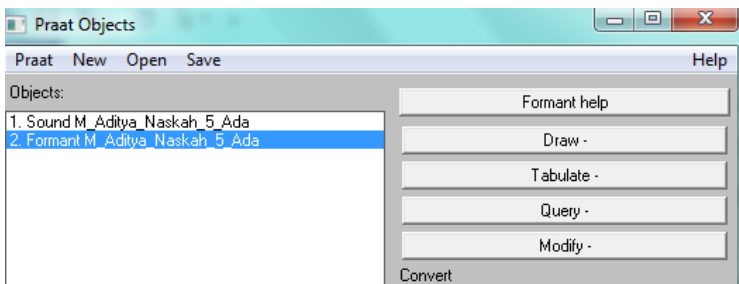 Praat Objects
Praat New Open Save Help
Objects:
1. Sound M_Aditya_Naskah_5_Ada
2. Formant M_Aditya_Naskah_5_Ada
Formant help
Draw -
Tabulate -
Query -
Modify -
Convert